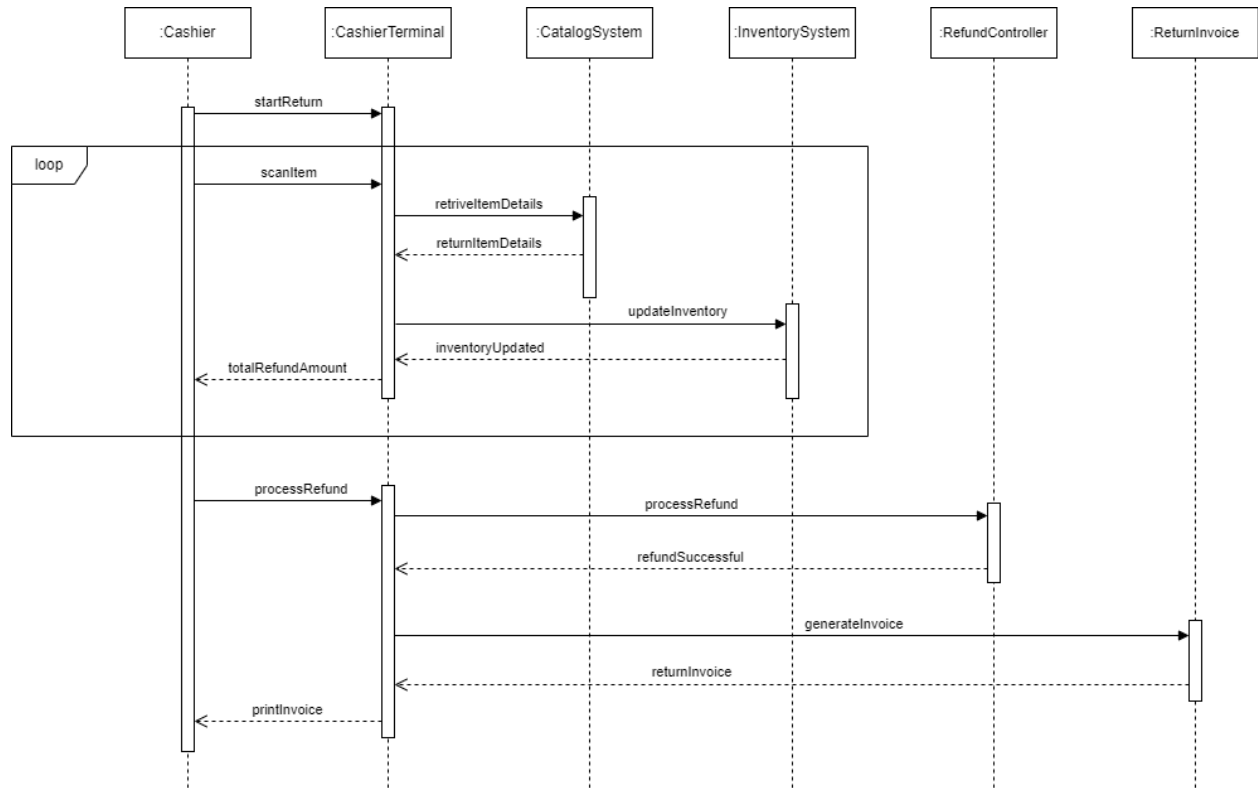 :Cashier
:CashierTerminal
:CatalogSystem
:InventorySystem
:RefundController
:ReturnInvoice
startReturn
loop
scanItem
retriveItemDetails
returnItemDetails
updateInventory
inventoryUpdated
totalRefundAmount
processRefund
processRefund
refundSuccessful
generateInvoice
returnInvoice
printInvoice